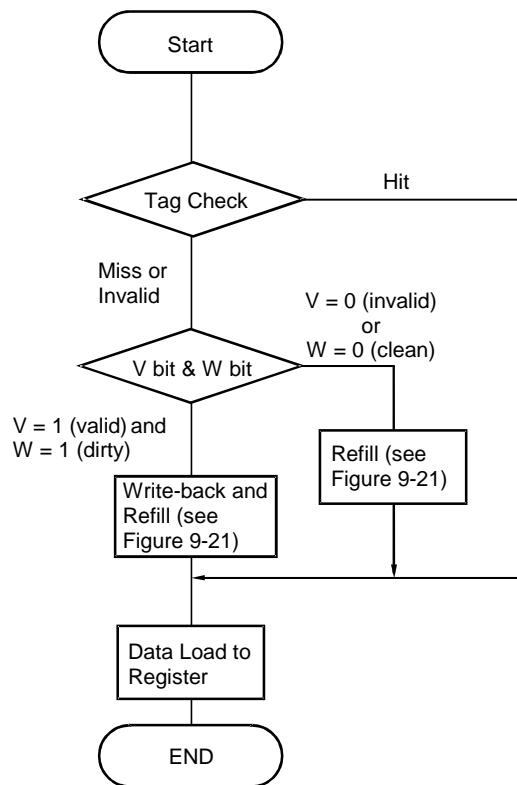 Start
Tag Check
Hit
Miss or
Invalid
V = 0 (invalid)
or
W = 0 (clean)
V bit & W bit
V = 1 (valid) and
W = 1 (dirty)
Refill (see
Figure 9-21)
Write-back and
Refill (see
Figure 9-21)
Data Load to
Register
END